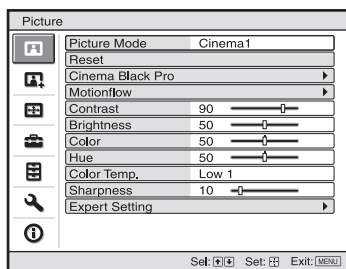 Picture
Picture Mode Cinema1
Reset
Cinema Black Pro
Motionflow
Contrast 90
Brightness 50
Color 50
Hue 50
Color Temp. Low 1
Sharpness 10
Expert Setting
Sel: Set: Exit: MENU